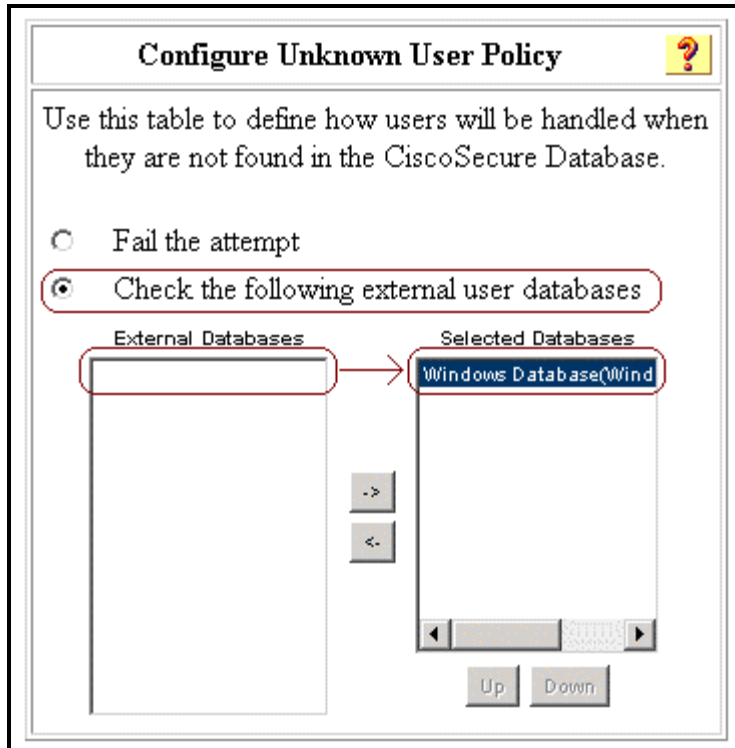 Configure Unknown User Policy
?
Use this table to define how users will be handled when
they are not found in the CiscoSecure Database.
Fail the attempt
Check the following external user databases
External Databases
Selected Databases
Windows Database(Wind
->
<-
Up
Down